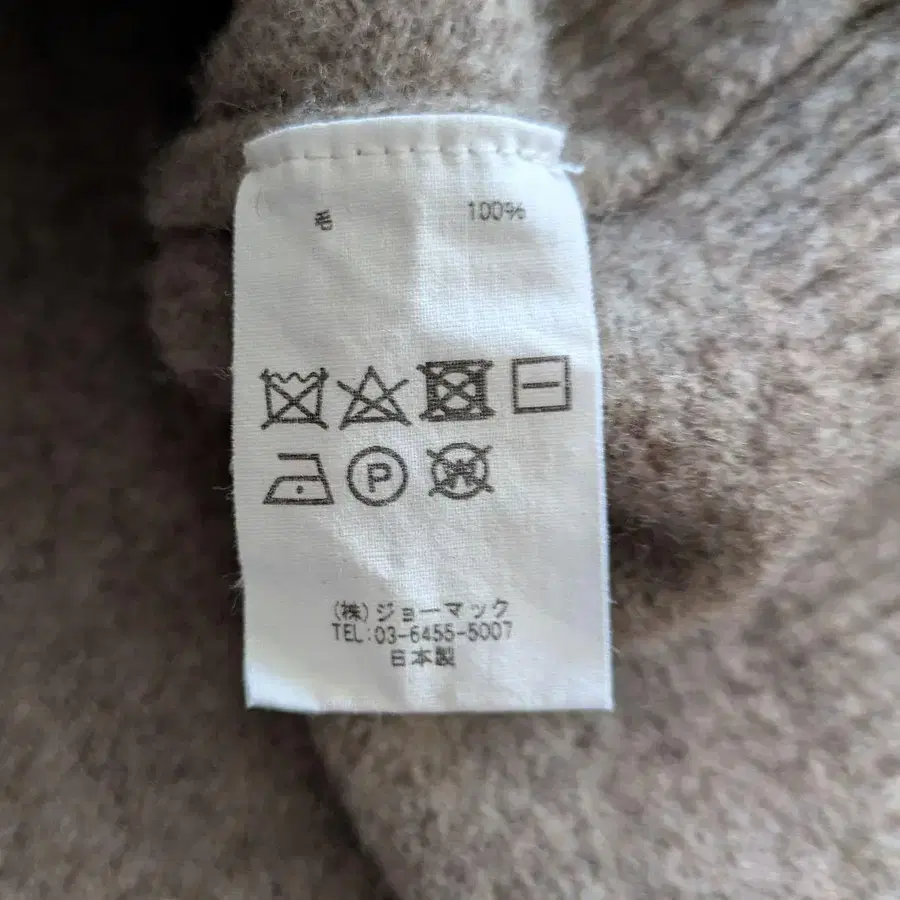 毛 100%
P
W
(株)ジョーマック
TEL:03-6455-5007
日本製